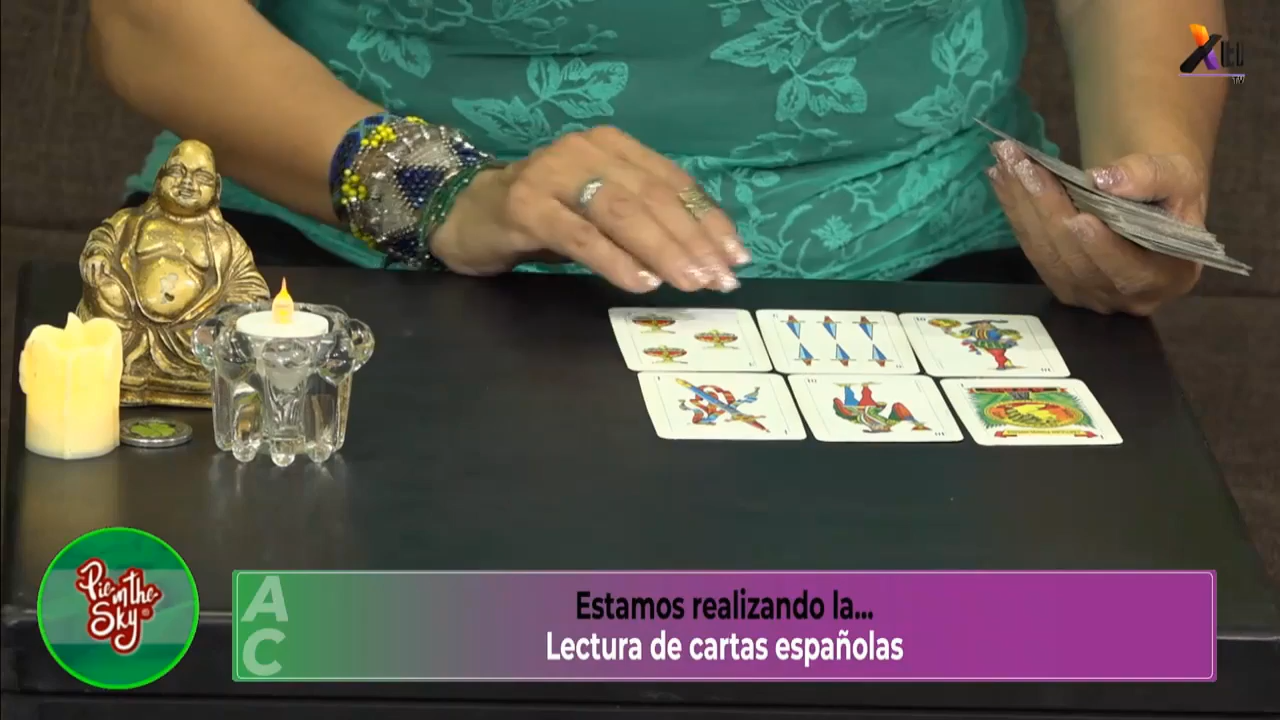 Pie in the
Sky
A
C
Estamos realizando la...
Lectura de cartas españolas